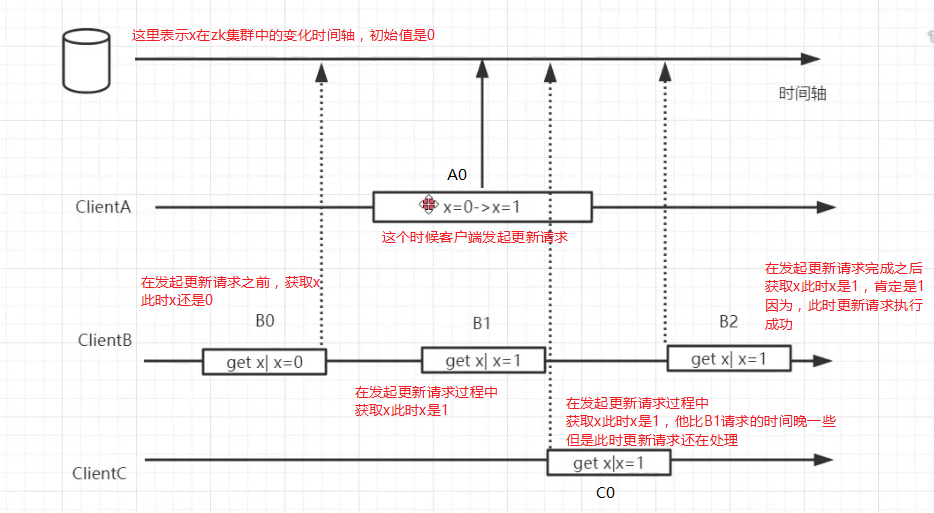 这里表示x在zk集群中的变化时间轴，初始值是0
时间轴
A0
ClientA
x=0->x=1
这个时候客户端发起更新请求
在发起更新请求之前，获取x
此时x还是0
在发起更新请求完成之后
获取x此时x是1，肯定是1
因为，此时更新请求执行
成功
B0
B1
B2
ClientB
get x| x=0
get x| x=1
get x| x=1
在发起更新请求过程中
获取x此时x是1
在发起更新请求过程中
获取x此时x是1，他比B1请求的时间晚一些
但是此时更新请求还在处理
ClientC
get x|x=1
C0